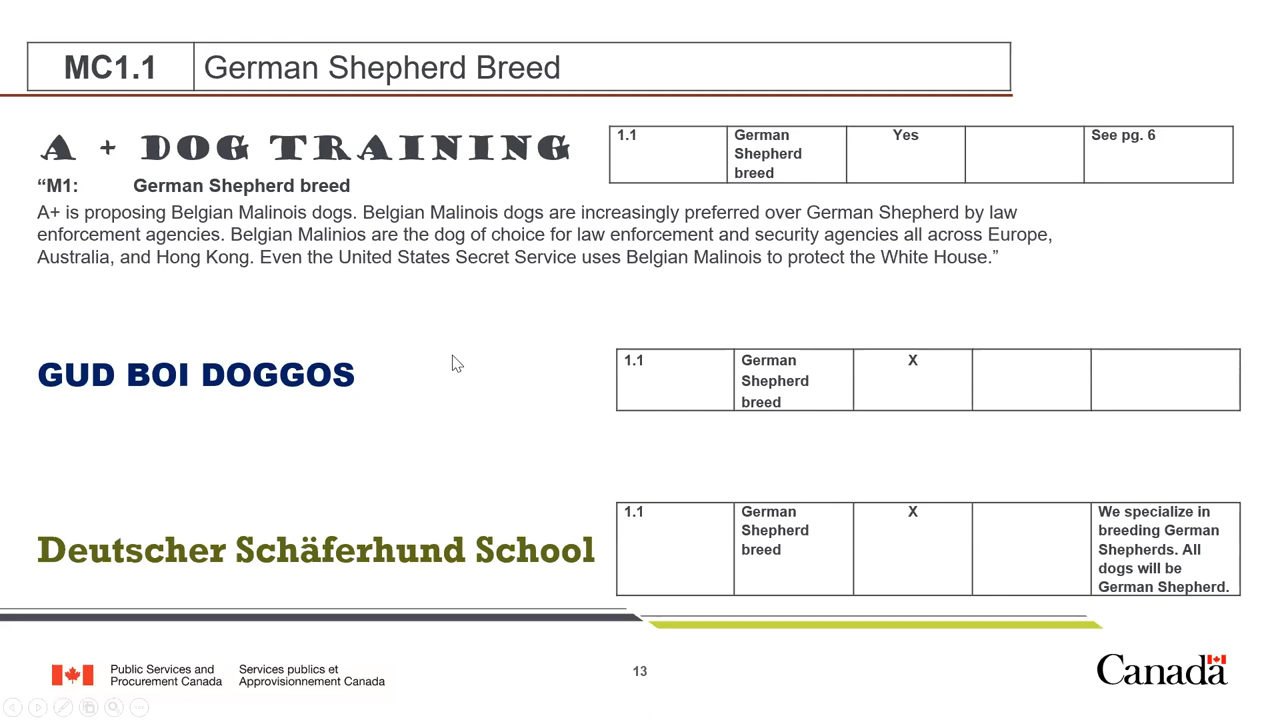 MC1.1 German Shepherd Breed
A + DOG TRAINING
1.1 German Yes See pg. 6
Shepherd
breed
“M1: German Shepherd breed
A+ is proposing Belgian Malinois dogs. Belgian Malinois dogs are increasingly preferred over German Shepherd by law
enforcement agencies. Belgian Malinios are the dog of choice for law enforcement and security agencies all across Europe,
Australia, and Hong Kong. Even the United States Secret Service uses Belgian Malinois to protect the White House.”
GUD BOI DOGGOS
1.1 German X
Shepherd
breed
Deutscher Schäferhund School
1.1 German X We specialize in
Shepherd breeding German
breed Shepherds. All
dogs will be
German Shepherd.
Public Services and Services publics et
Procurement Canada Approvisionnement Canada
13
Canada